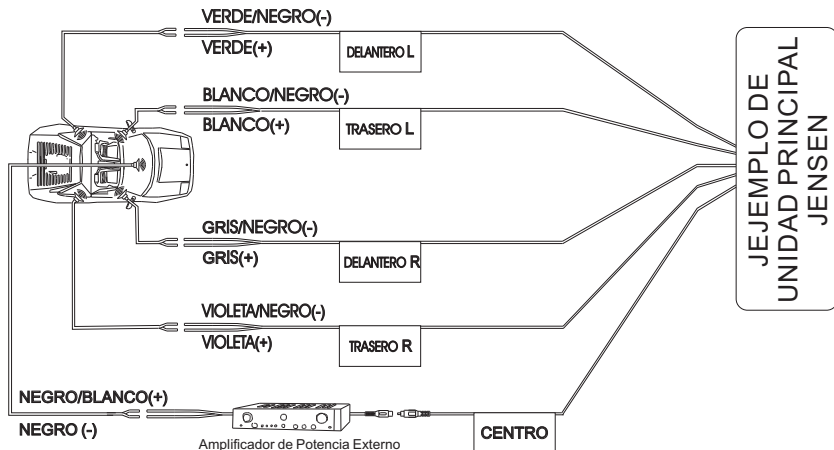 VERDE/NEGRO(-)
VERDE(+)
DELANTERO L
BLANCO/NEGRO(-)
BLANCO(+)
TRASERO L
GRIS/NEGRO(-)
GRIS(+)
DELANTERO R
VIOLETA/NEGRO(-)
VIOLETA(+)
TRASERO R
NEGRO/BLANCO(+)
NEGRO (-)
Amplificador de Potencia Externo
CENTRO
JEJEMPLO DE
UNIDAD PRINCIPAL
JENSEN